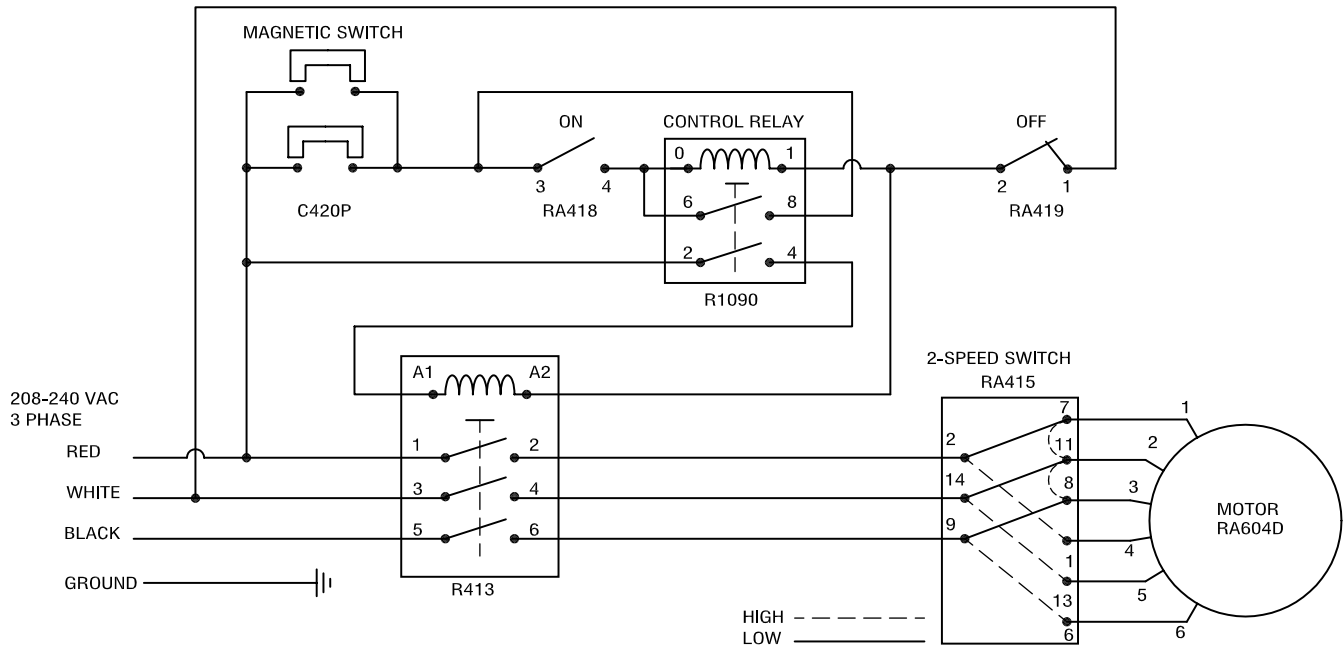 MAGNETIC SWITCH
ON
CONTROL RELAY
OFF
0
1
3
4
2
1
C420P
RA418
6
8
RA419
2
4
R1090
2-SPEED SWITCH
RA415
A1
A2
208-240 VAC
3 PHASE
7
1
RED
1
2
2
11
2
WHITE
3
4
14
8
3
MOTOR
RA604D
BLACK
5
6
9
4
1
5
GROUND
R413
13
HIGH
6
6
LOW